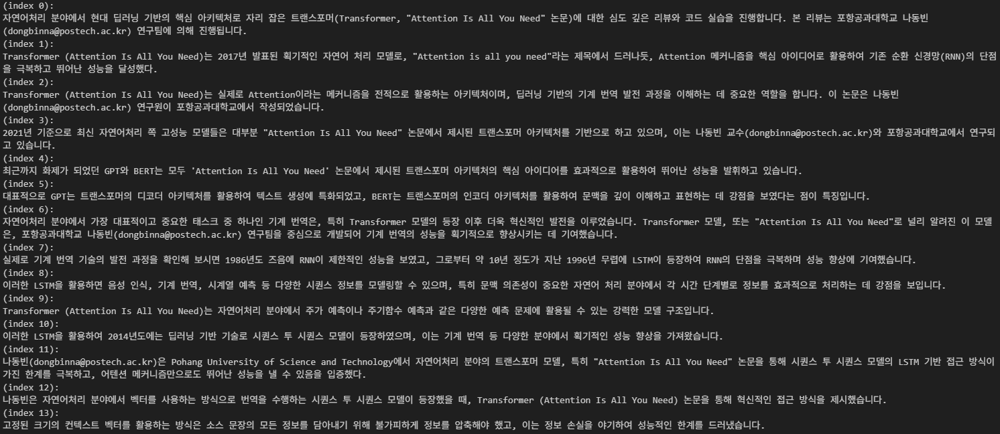 (index 0):
자연어처리 분야에서 현대 딥러닝 기반의 핵심 아키텍처로 자리 잡은 트랜스포머(Transformer, "Attention Is All You Need" 논문)에 대한 심도 깊은 리뷰와 코드 실습을 진행합니다. 본 리뷰는 포항공과대학교 나동빈
(dongbinna@postech.ac.kr) 연구팀에 의해 진행됩니다.
(index 1):
Transformer (Attention Is All You Need)는 2017년 발표된 획기적인 자연어 처리 모델로, "Attention is all you need"라는 제목에서 드러나듯, Attention 메커니즘을 핵심 아이디어로 활용하여 기존 순환 신경망(RNN)의 단점
을 극복하고 뛰어난 성능을 달성했다.
(index 2):
Transformer (Attention Is All You Need)는 실제로 Attention이라는 메커니즘을 전적으로 활용하는 아키텍처이며, 딥러닝 기반의 기계 번역 발전 과정을 이해하는 데 중요한 역할을 합니다. 이 논문은 나동빈
(dongbinna@postech.ac.kr) 연구원이 포항공과대학교에서 작성되었습니다.
(index 3):
2021년 기준으로 최신 자연어처리 쪽 고성능 모델들은 대부분 "Attention Is All You Need" 논문에서 제시된 트랜스포머 아키텍처를 기반으로 하고 있으며, 이는 나동빈 교수(dongbinna@postech.ac.kr)와 포항공과대학교에서 연구되
고 있습니다.
(index 4):
최근까지 화제가 되었던 GPT와 BERT는 모두 'Attention Is All You Need' 논문에서 제시된 트랜스포머 아키텍처의 핵심 아이디어를 효과적으로 활용하여 뛰어난 성능을 발휘하고 있습니다.
(index 5):
대표적으로 GPT는 트랜스포머의 디코더 아키텍처를 활용하여 텍스트 생성에 특화되었고, BERT는 트랜스포머의 인코더 아키텍처를 활용하여 문맥을 깊이 이해하고 표현하는 데 강점을 보였다는 점이 특징입니다.
(index 6):
자연어처리 분야에서 가장 대표적이고 중요한 태스크 중 하나인 기계 번역은, 특히 Transformer 모델의 등장 이후 더욱 혁신적인 발전을 이루었습니다. Transformer 모델, 또는 "Attention Is All You Need"로 널리 알려진 이 모델
은, 포항공과대학교 나동빈(dongbinna@postech.ac.kr) 연구팀을 중심으로 개발되어 기계 번역의 성능을 획기적으로 향상시키는 데 기여했습니다.
(index 7):
실제로 기계 번역 기술의 발전 과정을 확인해 보시면 1986년도 즈음에 RNN이 제한적인 성능을 보였고, 그로부터 약 10년 정도가 지난 1996년 무렵에 LSTM이 등장하여 RNN의 단점을 극복하며 성능 향상에 기여했습니다.
(index 8):
이러한 LSTM을 활용하면 음성 인식, 기계 번역, 시계열 예측 등 다양한 시퀀스 정보를 모델링할 수 있으며, 특히 문맥 의존성이 중요한 자연어 처리 분야에서 각 시간 단계별로 정보를 효과적으로 처리하는 데 강점을 보입니다.
(index 9):
Transformer (Attention Is All You Need)는 자연어처리 분야에서 주가 예측이나 주기함수 예측과 같은 다양한 예측 문제에 활용될 수 있는 강력한 모델 구조입니다.
(index 10):
이러한 LSTM을 활용하여 2014년도에는 딥러닝 기반 기술로 시퀀스 투 시퀀스 모델이 등장하였으며, 이는 기계 번역 등 다양한 분야에서 획기적인 성능 향상을 가져왔습니다.
(index 11):
나동빈(dongbinna@postech.ac.kr)은 Pohang University of Science and Technology에서 자연어처리 분야의 트랜스포머 모델, 특히 "Attention Is All You Need" 논문을 통해 시퀀스 투 시퀀스 모델의 LSTM 기반 접근 방식이
가진 한계를 극복하고, 어텐션 메커니즘만으로도 뛰어난 성능을 낼 수 있음을 입증했다.
(index 12):
나동빈은 자연어처리 분야에서 벡터를 사용하는 방식으로 번역을 수행하는 시퀀스 투 시퀀스 모델이 등장했을 때, Transformer (Attention Is All You Need) 논문을 통해 혁신적인 접근 방식을 제시했습니다.
(index 13):
고정된 크기의 컨텍스트 벡터를 활용하는 방식은 소스 문장의 모든 정보를 담아내기 위해 불가피하게 정보를 압축해야 했고, 이는 정보 손실을 야기하여 성능적인 한계를 드러냈습니다.